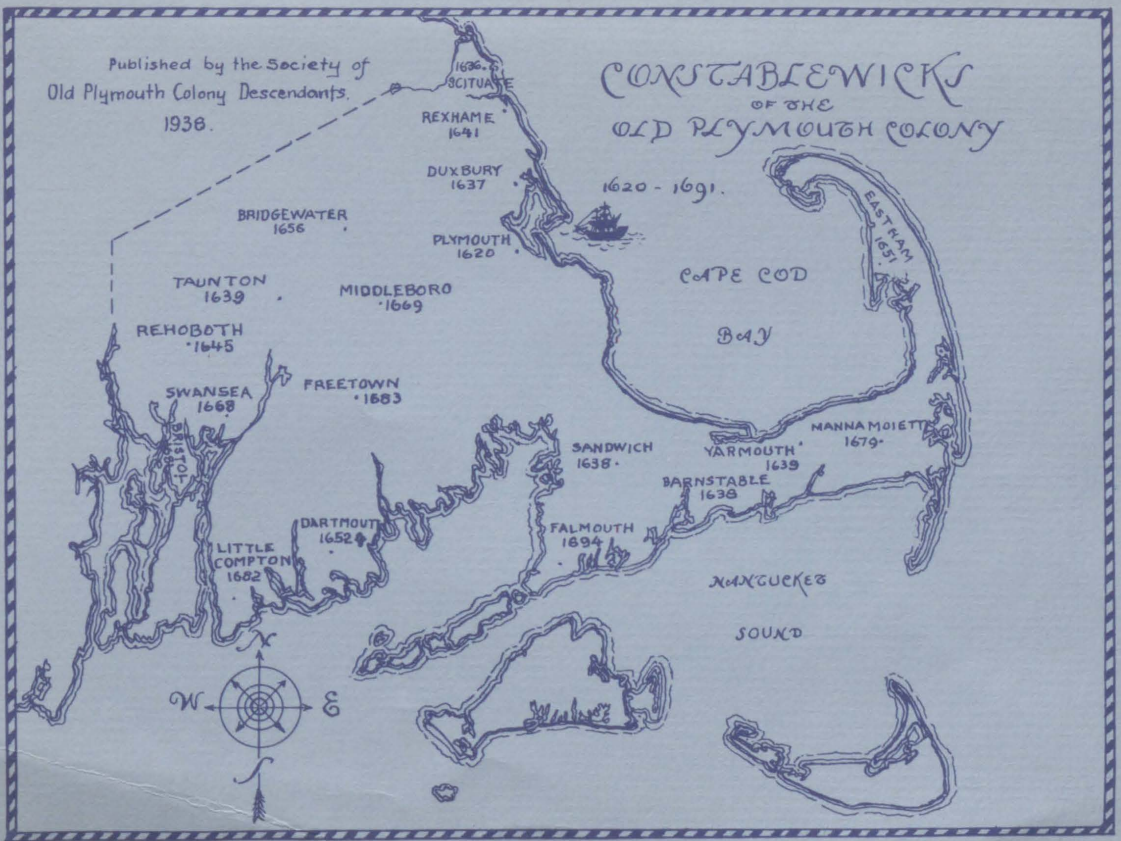 Published by the Society of
Old Plymouth Colony Descendants.
1938.
CONSTABLEWICKS
OF THE
OLD PLYMOUTH COLONY
1620 - 1691.
1636.
SCITUATE
REXHAME
1641
DUXBURY
1637
BRIDGEWATER
1656
PLYMOUTH
1620
EASTHAM
1651
CAPE COD
BAY
TAUNTON
1639
MIDDLEBORO
1669
REHOBOTH
1645
SWANSEA
1668
FREETOWN
1683
BRISTOL
SANDWICH
1638
YARMOUTH
1639
MANNAMOIETT
1679
BARNSTABLE
1638
DARTMOUTH
1652
FALMOUTH
1694
LITTLE
COMPTON
1682
NANTUCKET
SOUND
N
W E
S